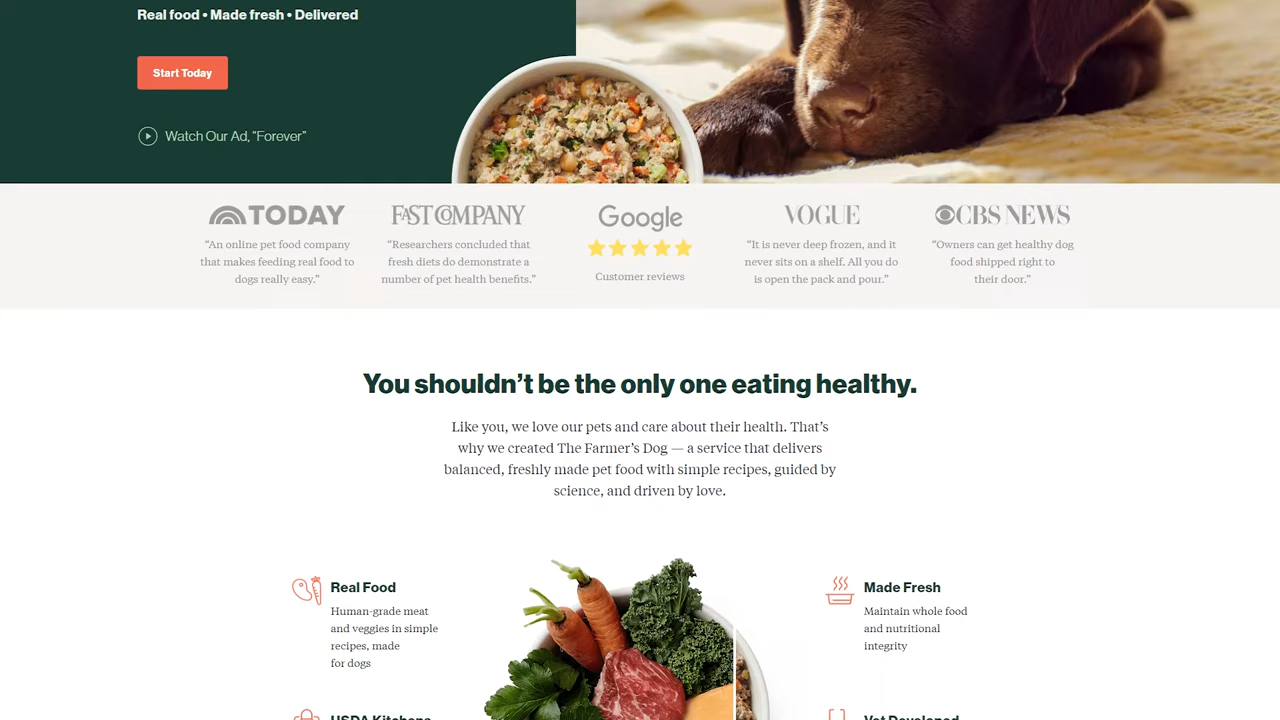 Real food • Made fresh • Delivered
Start Today
Watch Our Ad, “Forever”
TODAY
“An online pet food company
that makes feeding real food to
dogs really easy.”
FAST COMPANY
“Researchers concluded that
fresh diets do demonstrate a
number of pet health benefits.”
Google
Customer reviews
VOGUE
“It is never deep frozen, and it
never sits on a shelf. All you do
is open the pack and pour.”
CBS NEWS
“Owners can get healthy dog
food shipped right to
their door.”
You shouldn’t be the only one eating healthy.
Like you, we love our pets and care about their health. That’s
why we created The Farmer’s Dog — a service that delivers
balanced, freshly made pet food with simple recipes, guided by
science, and driven by love.
Real Food
Human-grade meat
and veggies in simple
recipes, made
for dogs
Made Fresh
Maintain whole food
and nutritional
integrity
USDA Kitchens
Vet Developed